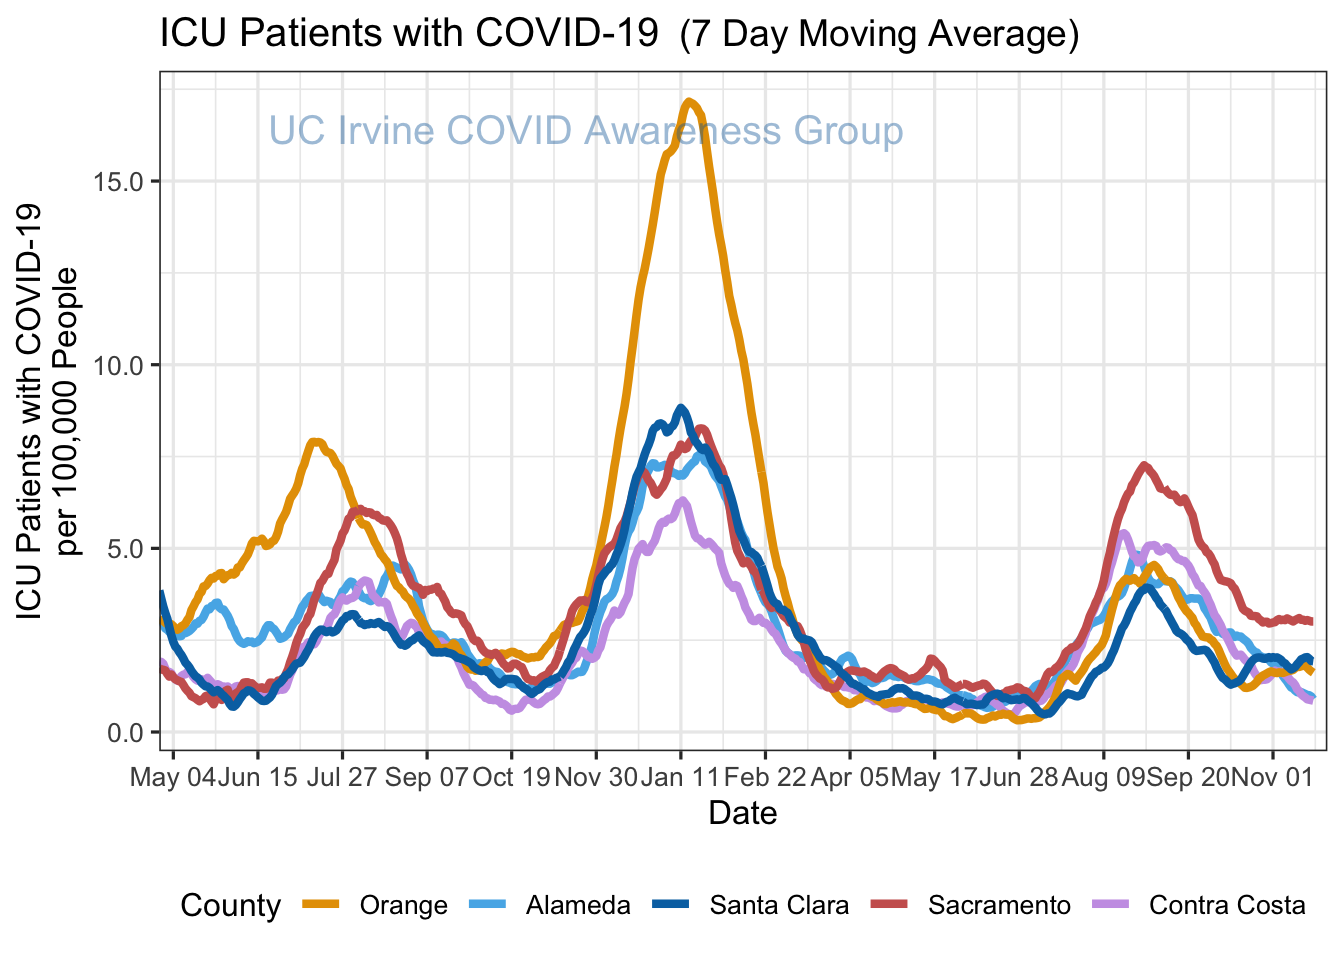 ICU Patients with COVID-19 (7 Day Moving Average)
UC Irvine COVID Awareness Group
ICU Patients with COVID-19
per 100,000 People
15.0
10.0
5.0
0.0
May 04 Jun 15 Jul 27 Sep 07 Oct 19 Nov 30 Jan 11 Feb 22 Apr 05 May 17 Jun 28 Aug 09 Sep 20 Nov 01
Date
County Orange Alameda Santa Clara Sacramento Contra Costa